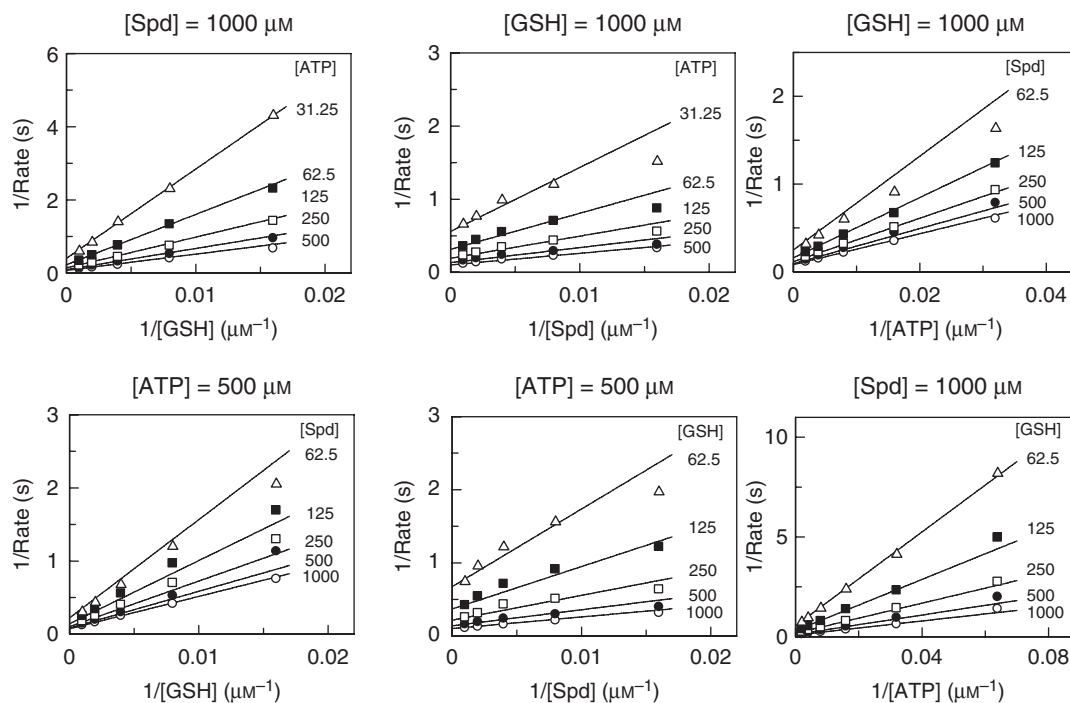 [Spd] = 1000 μM
6
4
2
0
1/Rate (s)
[ATP]
31.25
62.5
125
250
500
0
0.01
0.02
1/[GSH] (μM⁻¹)
[GSH] = 1000 μM
3
2
1
0
1/Rate (s)
[ATP]
31.25
62.5
125
250
500
0
0.01
0.02
1/[Spd] (μM⁻¹)
[GSH] = 1000 μM
2
1
0
1/Rate (s)
[Spd]
62.5
125
250
500
1000
0
0.02
0.04
1/[ATP] (μM⁻¹)
[ATP] = 500 μM
3
2
1
0
1/Rate (s)
[Spd]
62.5
125
250
500
1000
0
0.01
0.02
1/[GSH] (μM⁻¹)
[ATP] = 500 μM
3
2
1
0
1/Rate (s)
[GSH]
62.5
125
250
500
1000
0
0.01
0.02
1/[Spd] (μM⁻¹)
[Spd] = 1000 μM
10
5
0
1/Rate (s)
[GSH]
62.5
125
250
500
1000
0
0.04
0.08
1/[ATP] (μM⁻¹)